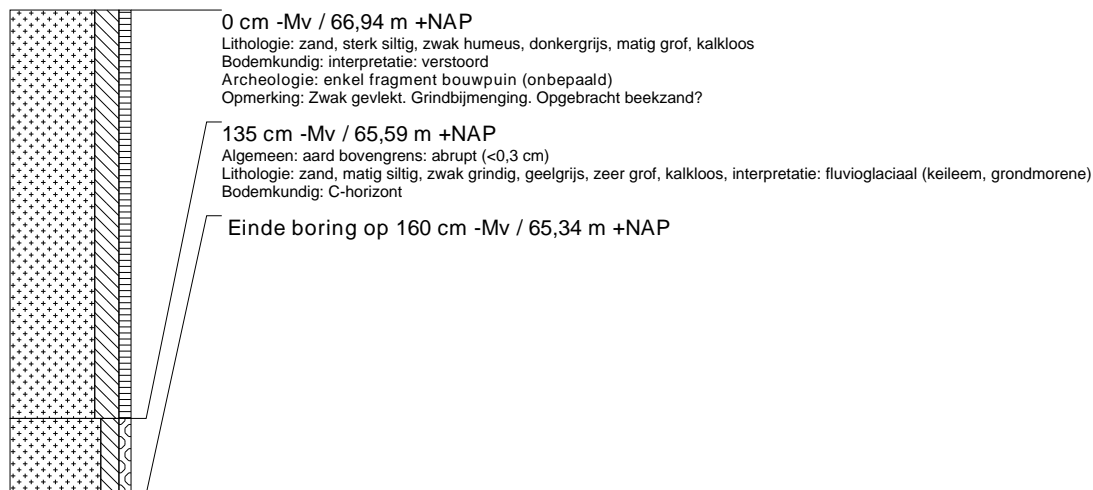 0 cm -Mv / 66,94 m +NAP
Lithologie: zand, sterk siltig, zwak humeus, donkergrijs, matig grof, kalkloos
Bodemkundig: interpretatie: verstoord
Archeologie: enkel fragment bouwpuin (onbepaald)
Opmerking: Zwak gevlekt. Grindbijmenging. Opgebracht beekzand?
135 cm -Mv / 65,59 m +NAP
Algemeen: aard bovengrens: abrupt (<0,3 cm)
Lithologie: zand, matig siltig, zwak grindig, geelgrijs, zeer grof, kalkloos, interpretatie: fluvioglaciaal (keileem, grondmorene)
Bodemkundig: C-horizont
Einde boring op 160 cm -Mv / 65,34 m +NAP